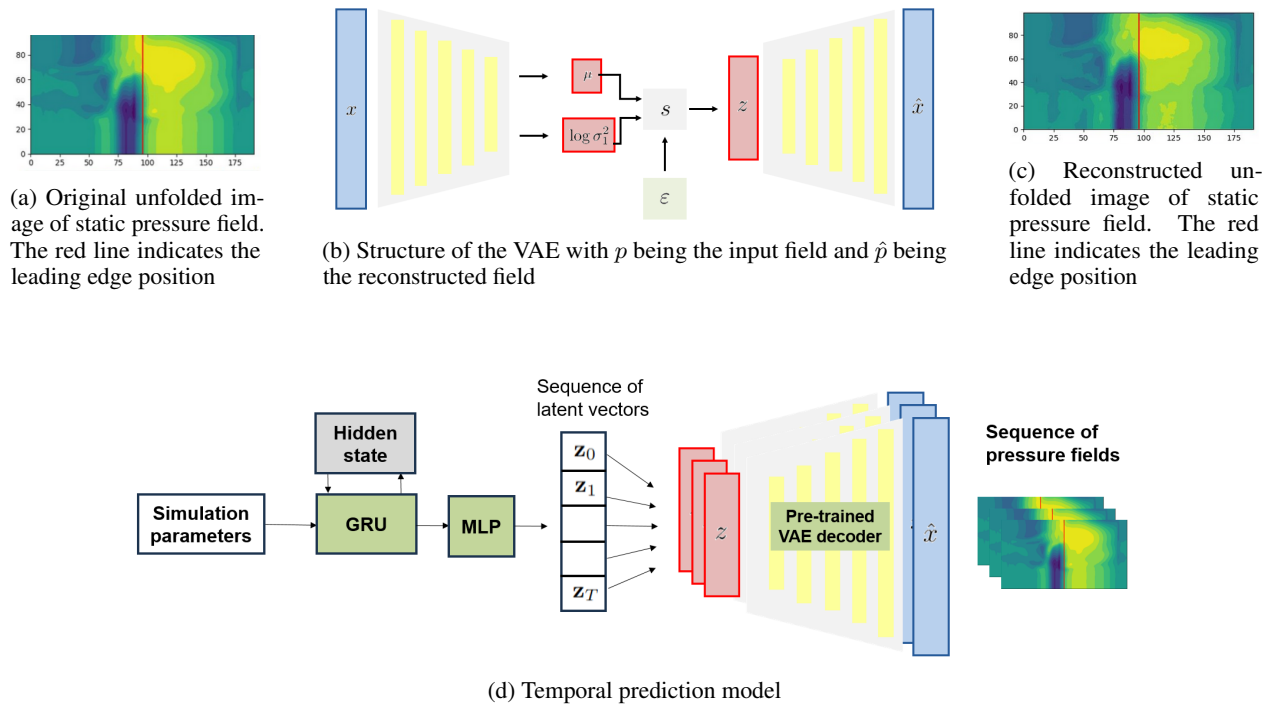 80
60
40
20
0
0 25 50 75 100 125 150 175
(a) Original unfolded im-
age of static pressure field.
The red line indicates the
leading edge position
x
μ
log σ₁²
s
ε
z
x̂
(b) Structure of the VAE with p being the input field and p̂ being
the reconstructed field
80
60
40
20
0
0 25 50 75 100 125 150 175
(c) Reconstructed un-
folded image of static
pressure field. The red
line indicates the leading
edge position
Simulation
parameters
Hidden
state
GRU
MLP
Sequence of
latent vectors
z₀
z₁
z_T
z
Pre-trained
VAE decoder
x̂
Sequence of
pressure fields
(d) Temporal prediction model